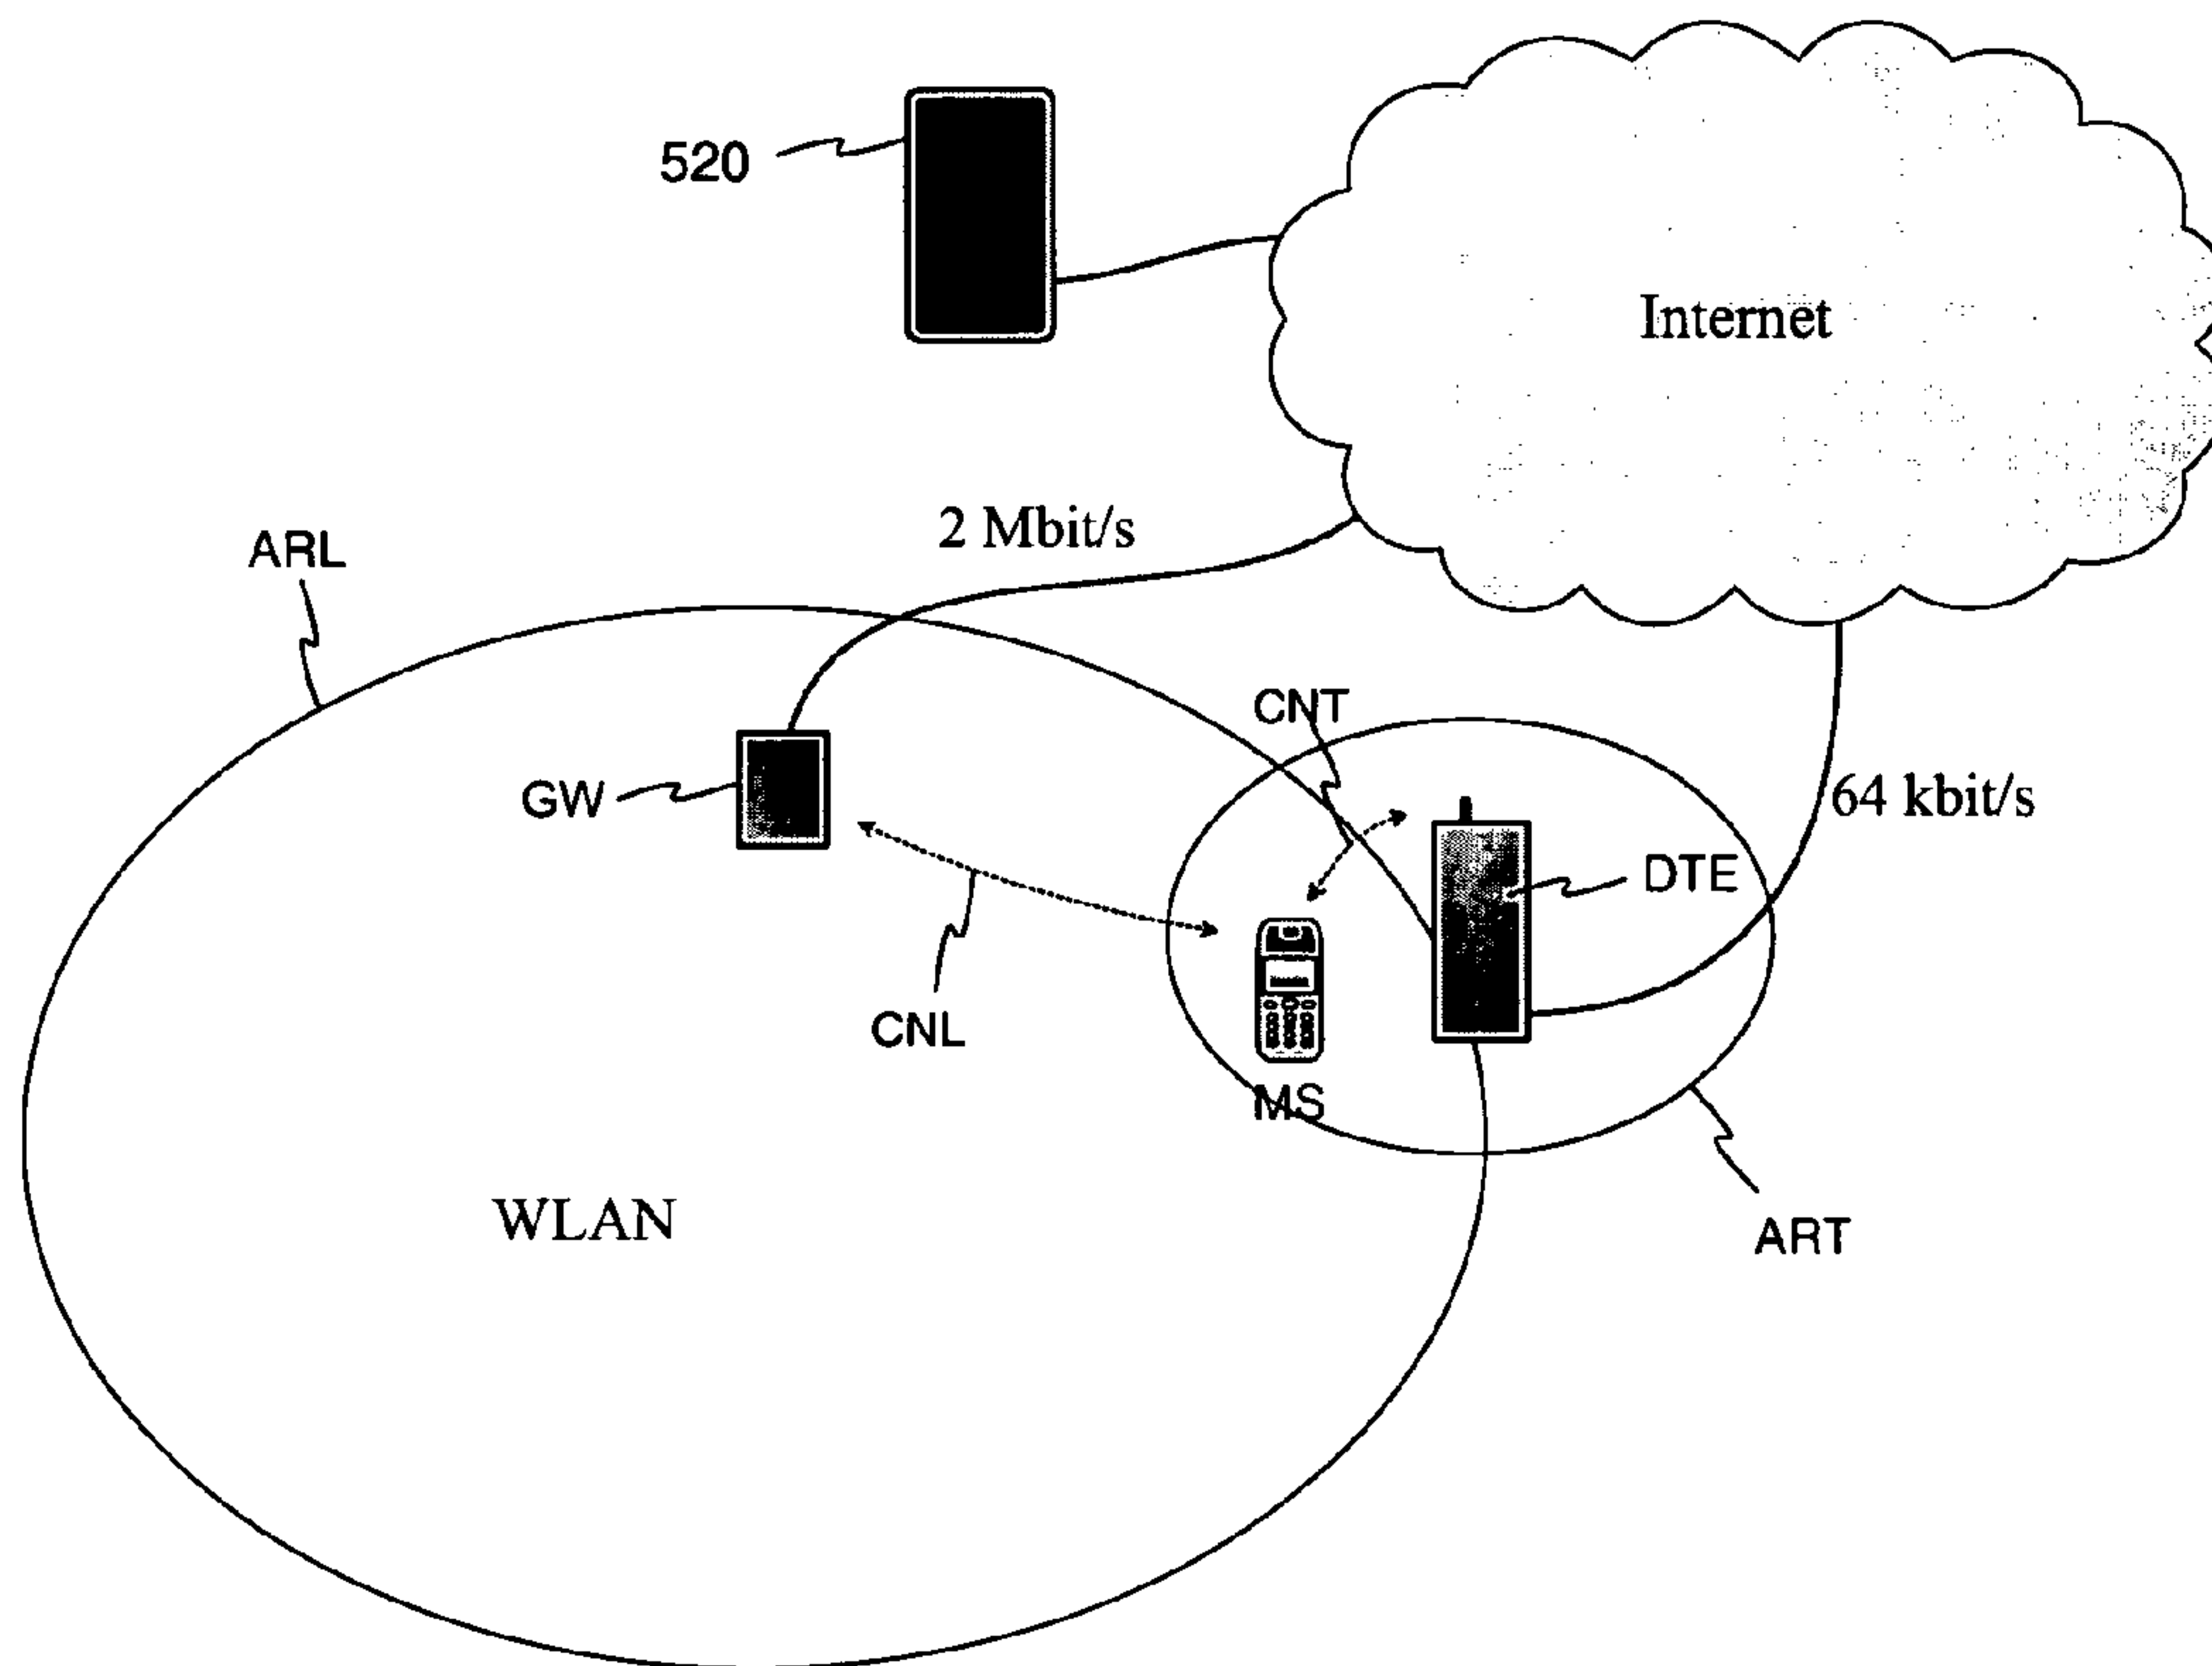 520
Internet
2 Mbit/s
ARL
CNT
GW
64 kbit/s
DTE
CNL
MS
WLAN
ART